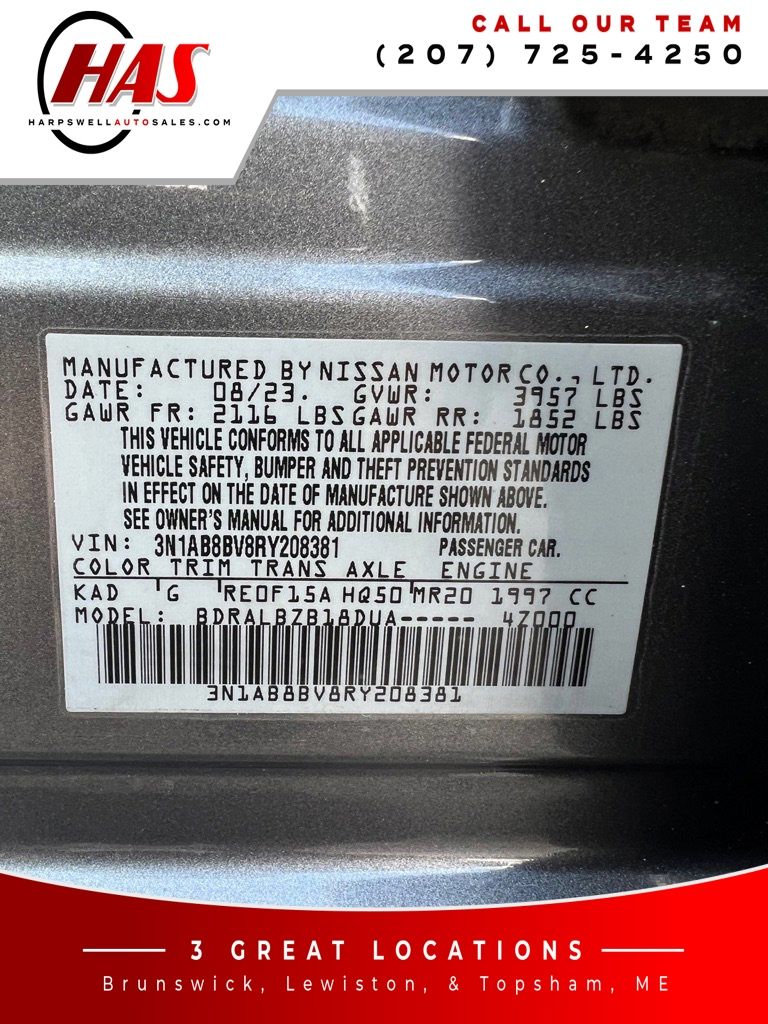 HAS
HARPSWELLAUTOSALES.COM
CALL OUR TEAM
(207) 725-4250
MANUFACTURED BY NISSAN MOTOR CO., LTD.
DATE: 08/23. GVWR: 3957 LBS
GAWR FR: 2116 LBS GAWR RR: 1852 LBS
THIS VEHICLE CONFORMS TO ALL APPLICABLE FEDERAL MOTOR
VEHICLE SAFETY, BUMPER AND THEFT PREVENTION STANDARDS
IN EFFECT ON THE DATE OF MANUFACTURE SHOWN ABOVE.
SEE OWNER'S MANUAL FOR ADDITIONAL INFORMATION.
VIN: 3N1AB8BV8RY208381 PASSENGER CAR.
COLOR TRIM TRANS AXLE ENGINE
KAD G RE0F15A HQ50 MR20 1997 CC
MODEL: BDRALBZB18DUA----- 4Z000
3N1AB8BV8RY208381
3 GREAT LOCATIONS
Brunswick, Lewiston, & Topsham, ME